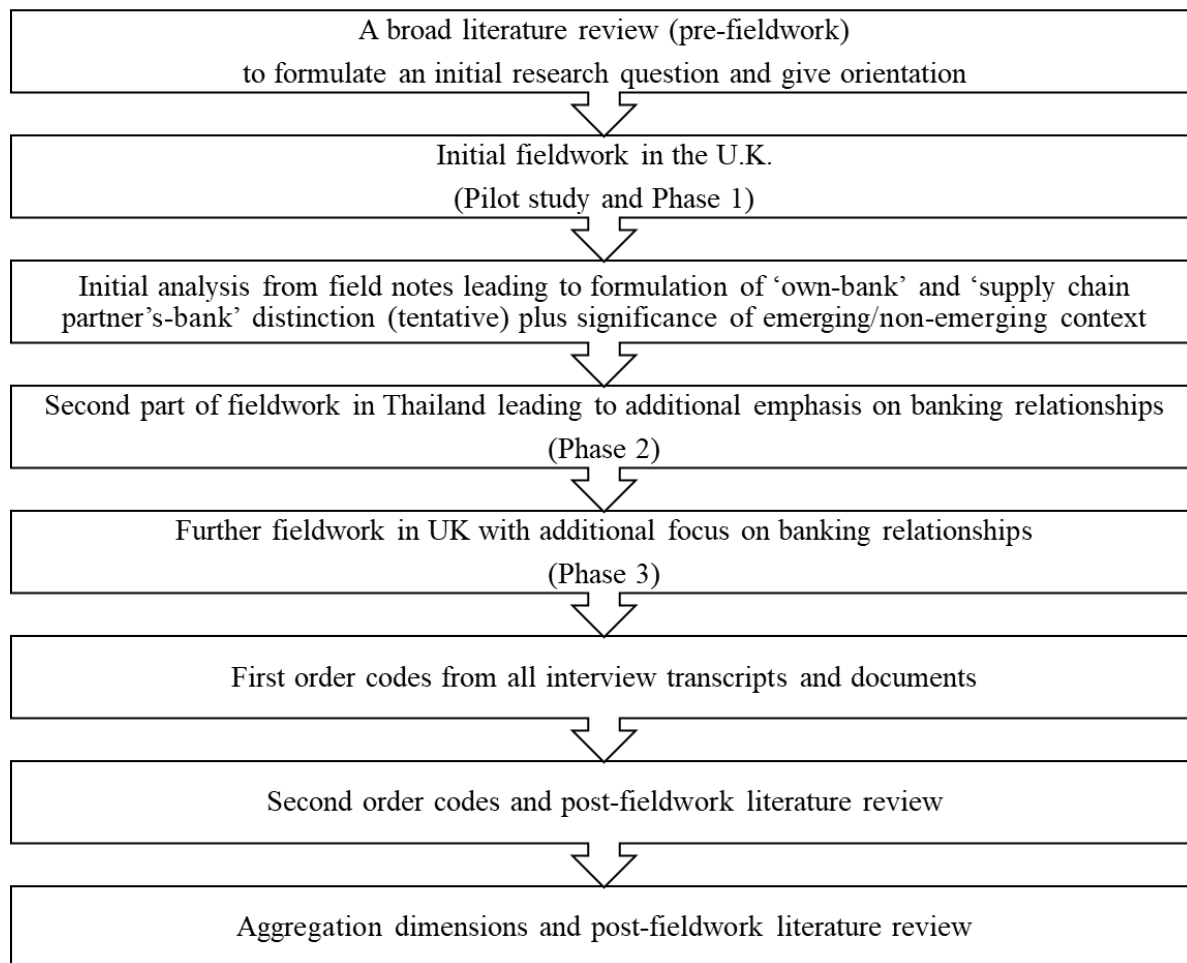 A broad literature review (pre-fieldwork)
to formulate an initial research question and give orientation
Initial fieldwork in the U.K.
(Pilot study and Phase 1)
Initial analysis from field notes leading to formulation of ‘own-bank’ and ‘supply chain
partner’s-bank’ distinction (tentative) plus significance of emerging/non-emerging context
Second part of fieldwork in Thailand leading to additional emphasis on banking relationships
(Phase 2)
Further fieldwork in UK with additional focus on banking relationships
(Phase 3)
First order codes from all interview transcripts and documents
Second order codes and post-fieldwork literature review
Aggregation dimensions and post-fieldwork literature review